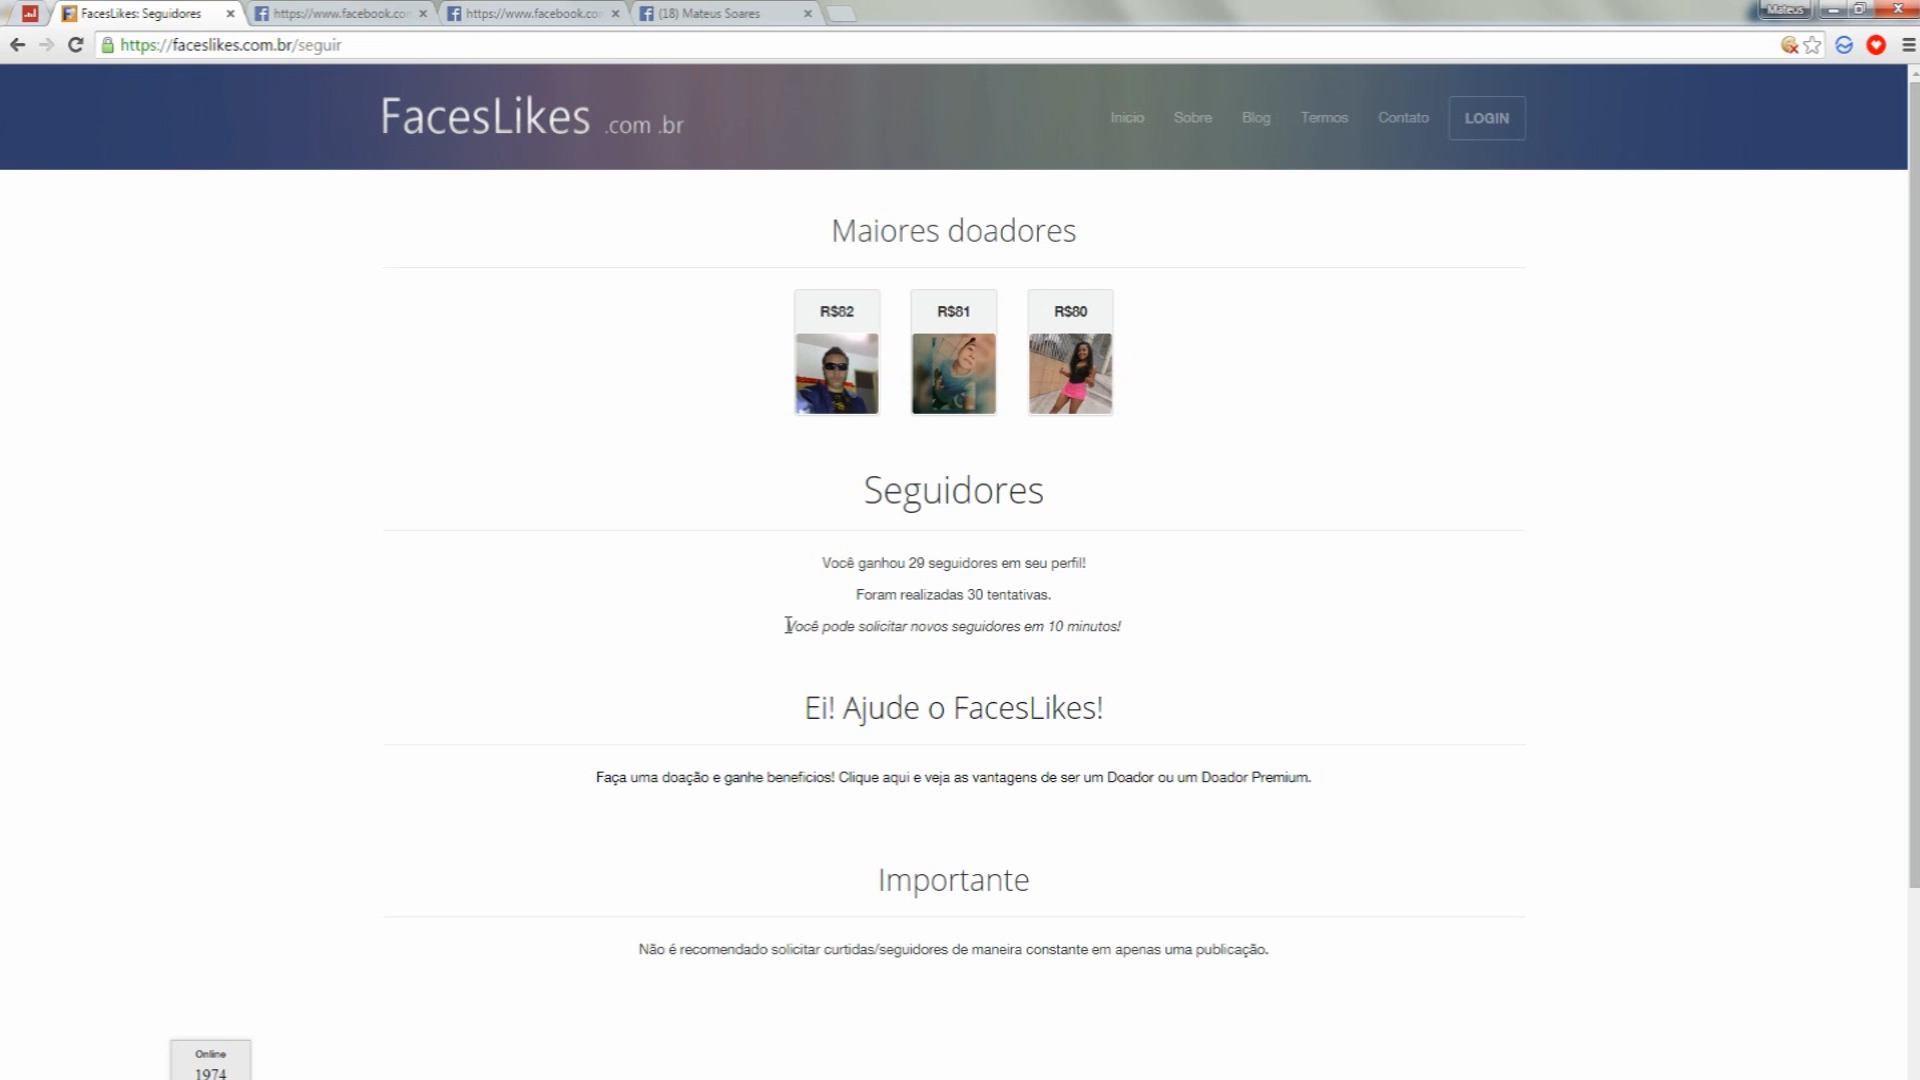 FacesLikes: Seguidores
https://www.facebook.co
https://www.facebook.co
(18) Mateus Soares
Mateus
https://faceslikes.com.br/seguir
FacesLikes .com .br
Inicio
Sobre
Blog
Termos
Contato
LOGIN
Maiores doadores
R$82
R$81
R$80
Seguidores
Você ganhou 29 seguidores em seu perfil!
Foram realizadas 30 tentativas.
Você pode solicitar novos seguidores em 10 minutos!
Ei! Ajude o FacesLikes!
Faça uma doação e ganhe beneficios! Clique aqui e veja as vantagens de ser um Doador ou um Doador Premium.
Importante
Não é recomendado solicitar curtidas/seguidores de maneira constante em apenas uma publicação.
Online
1974